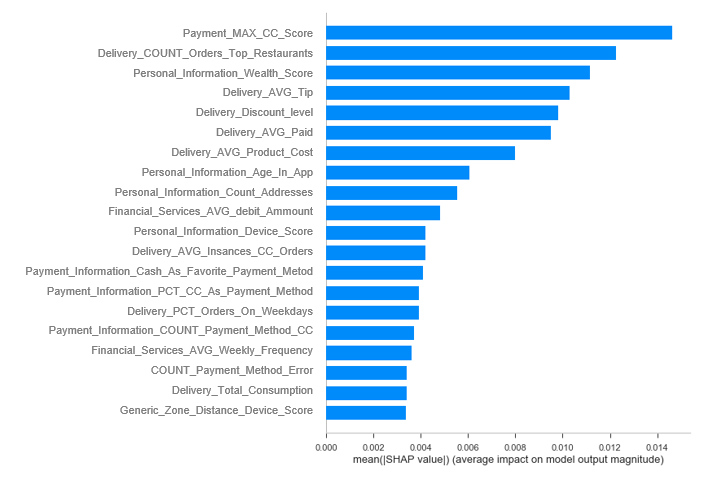 Payment_MAX_CC_Score
Delivery_COUNT_Orders_Top_Restaurants
Personal_Information_Wealth_Score
Delivery_AVG_Tip
Delivery_Discount_level
Delivery_AVG_Paid
Delivery_AVG_Product_Cost
Personal_Information_Age_In_App
Personal_Information_Count_Addresses
Financial_Services_AVG_debit_Ammount
Personal_Information_Device_Score
Delivery_AVG_Insances_CC_Orders
Payment_Information_Cash_As_Favorite_Payment_Metod
Payment_Information_PCT_CC_As_Payment_Method
Delivery_PCT_Orders_On_Weekdays
Payment_Information_COUNT_Payment_Method_CC
Financial_Services_AVG_Weekly_Frequency
COUNT_Payment_Method_Error
Delivery_Total_Consumption
Generic_Zone_Distance_Device_Score
0.000 0.002 0.004 0.006 0.008 0.010 0.012 0.014
mean(|SHAP value|) (average impact on model output magnitude)